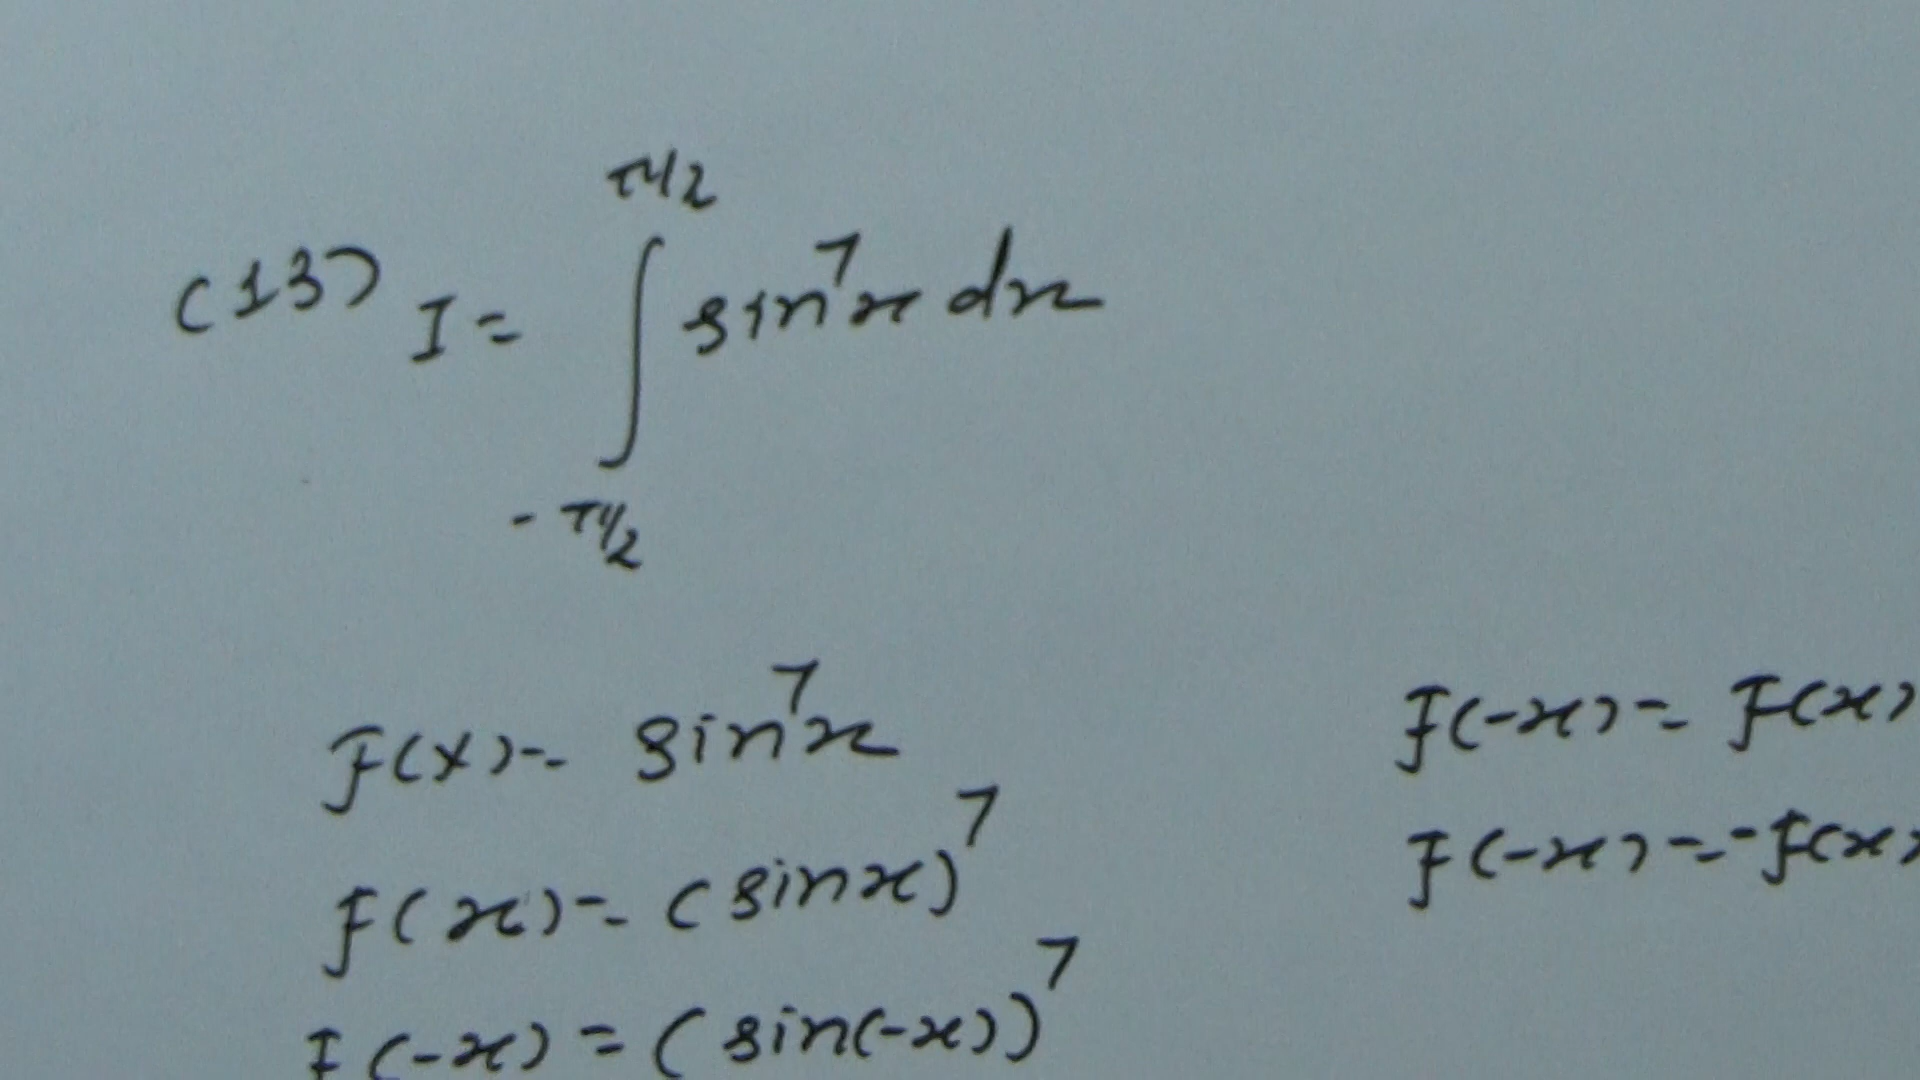 π/2
(13) I = ∫ sin⁷x dx
- π/2
f(x) = sin⁷x
f(-x) = f(x)
f(x) = (sinx)⁷
f(-x) = -f(x)
f(-x) = (sin(-x))⁷